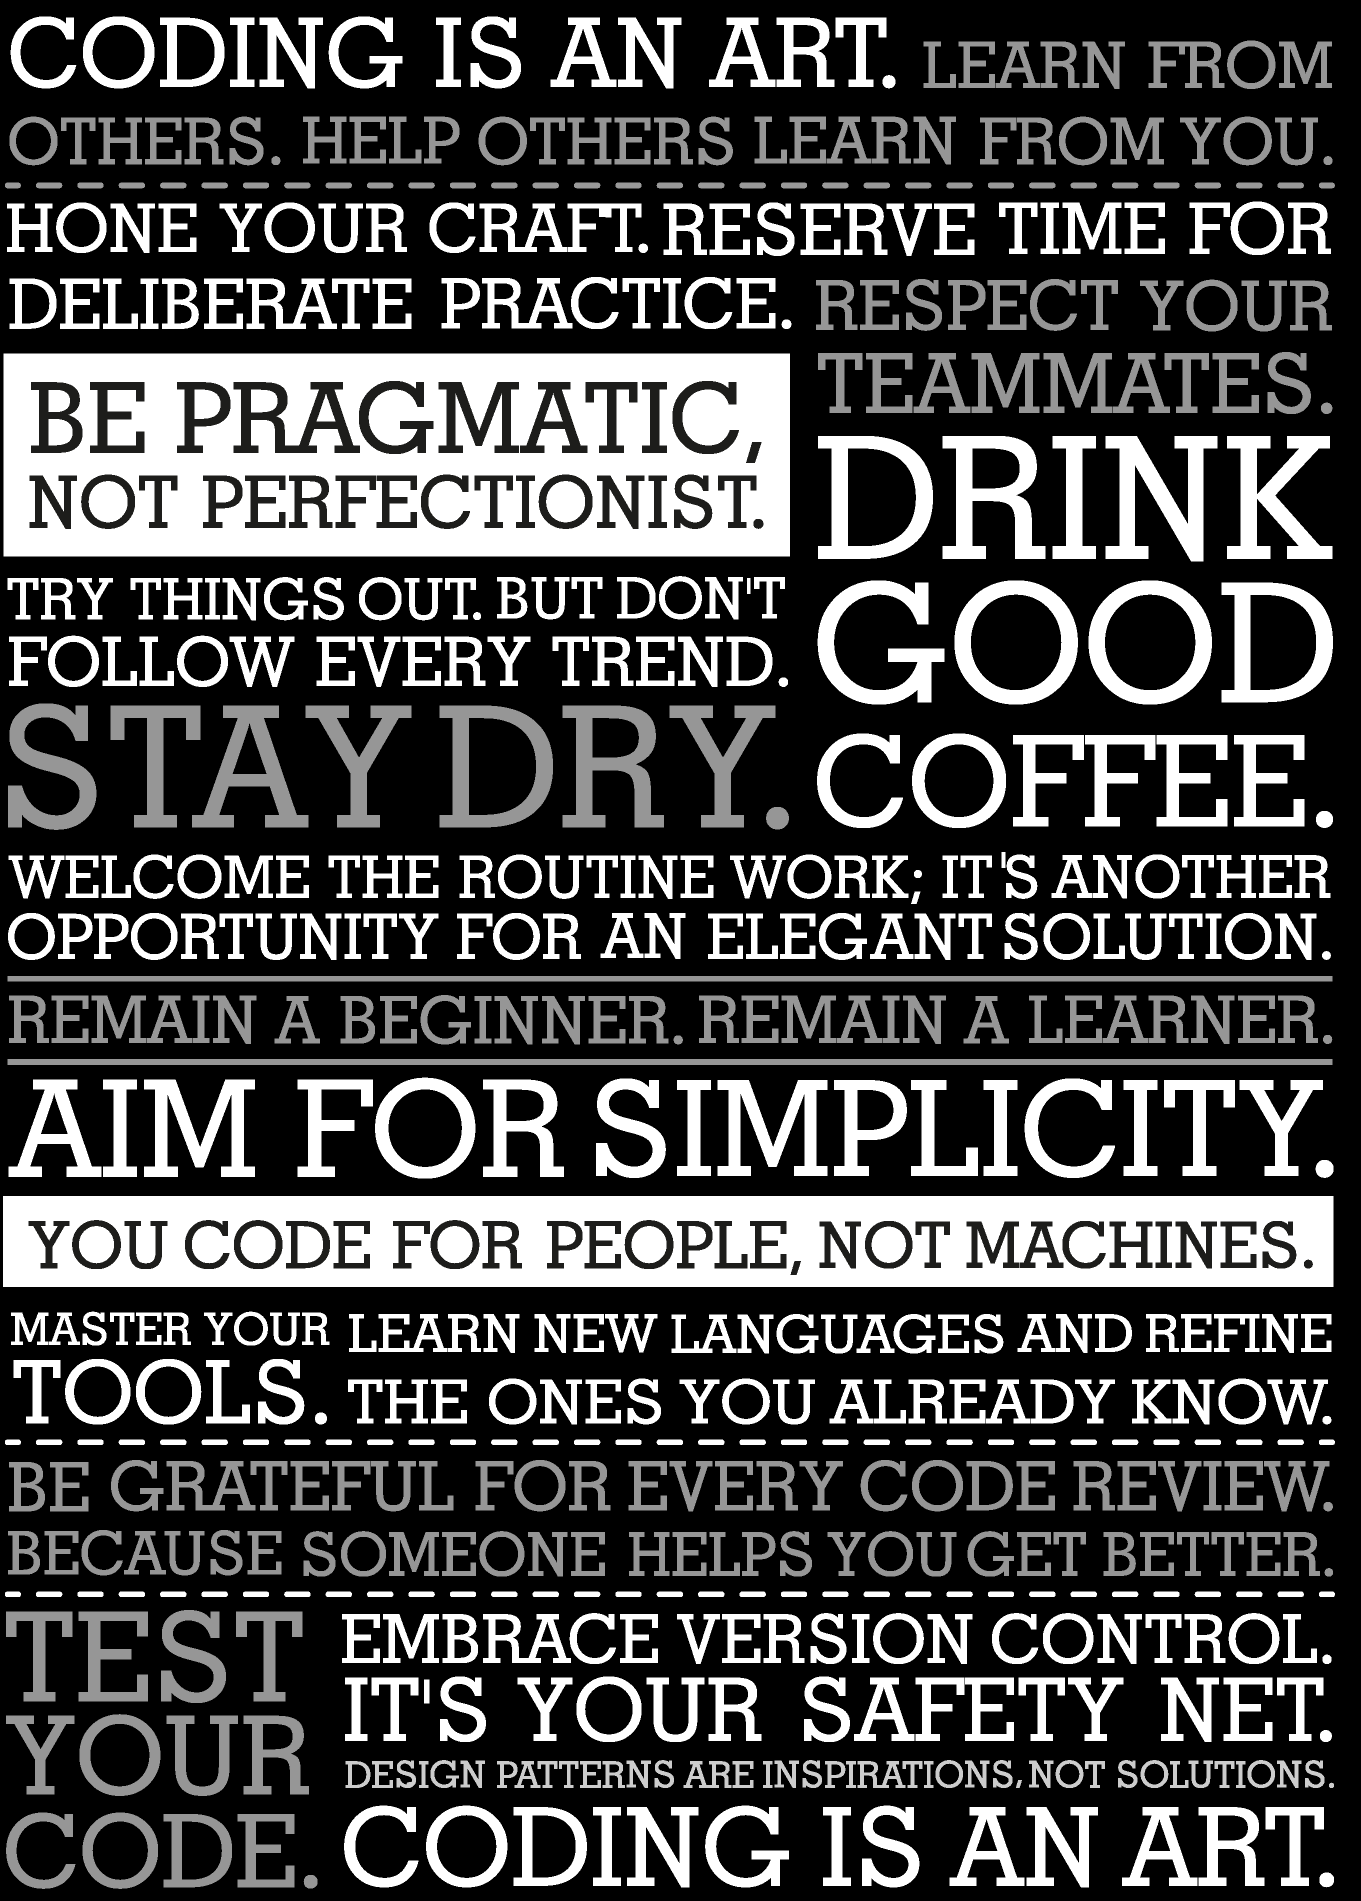 CODING IS AN ART. LEARN FROM
OTHERS. HELP OTHERS LEARN FROM YOU.
HONE YOUR CRAFT. RESERVE TIME FOR
DELIBERATE PRACTICE. RESPECT YOUR
TEAMMATES.
BE PRAGMATIC,
NOT PERFECTIONIST.
DRINK
GOOD
COFFEE.
TRY THINGS OUT. BUT DON'T
FOLLOW EVERY TREND.
STAY DRY.
WELCOME THE ROUTINE WORK; IT'S ANOTHER
OPPORTUNITY FOR AN ELEGANT SOLUTION.
REMAIN A BEGINNER. REMAIN A LEARNER.
AIM FOR SIMPLICITY.
YOU CODE FOR PEOPLE, NOT MACHINES.
MASTER YOUR
TOOLS.
LEARN NEW LANGUAGES AND REFINE
THE ONES YOU ALREADY KNOW.
BE GRATEFUL FOR EVERY CODE REVIEW.
BECAUSE SOMEONE HELPS YOU GET BETTER.
TEST
YOUR
CODE.
EMBRACE VERSION CONTROL.
IT'S YOUR SAFETY NET.
DESIGN PATTERNS ARE INSPIRATIONS, NOT SOLUTIONS.
CODING IS AN ART.